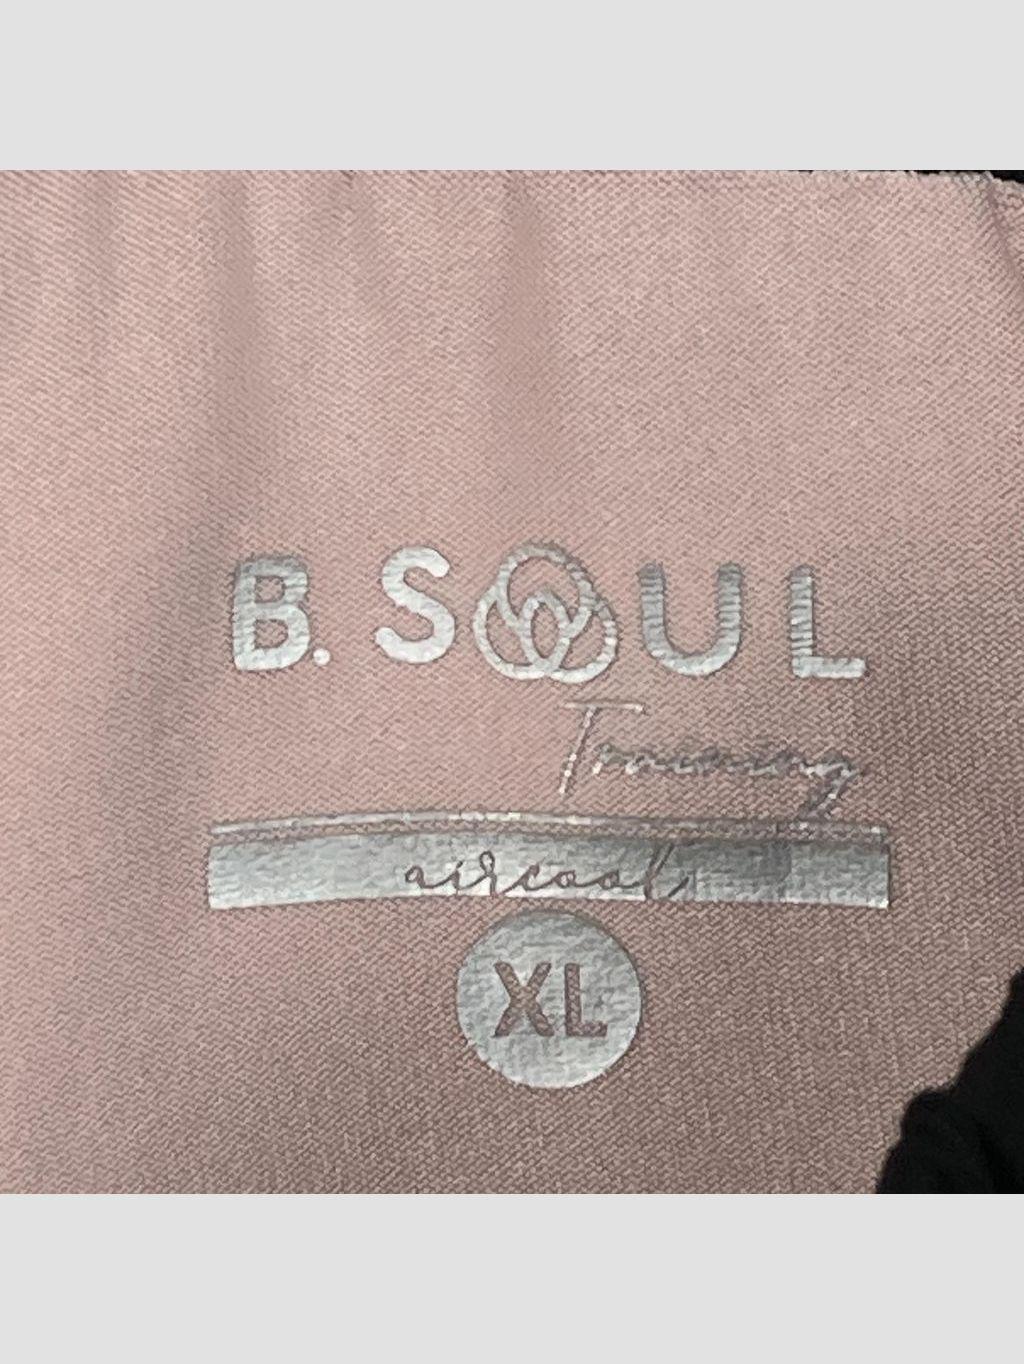 B. SOUL
Training
aircool
XL